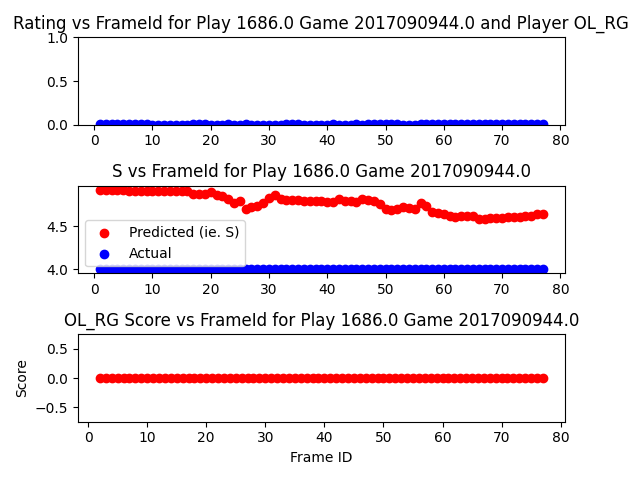 Rating vs FrameId for Play 1686.0 Game 2017090944.0 and Player OL_RG
1.0
0.5
0.0
0 10 20 30 40 50 60 70 80
S vs FrameId for Play 1686.0 Game 2017090944.0
4.5
4.0
Predicted (ie. S)
Actual
0 10 20 30 40 50 60 70 80
OL_RG Score vs FrameId for Play 1686.0 Game 2017090944.0
Score
0.5
0.0
−0.5
0 10 20 30 40 50 60 70 80
Frame ID